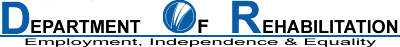 DEPARTMENT OF REHABILITATION
Employment, Independence & Equality